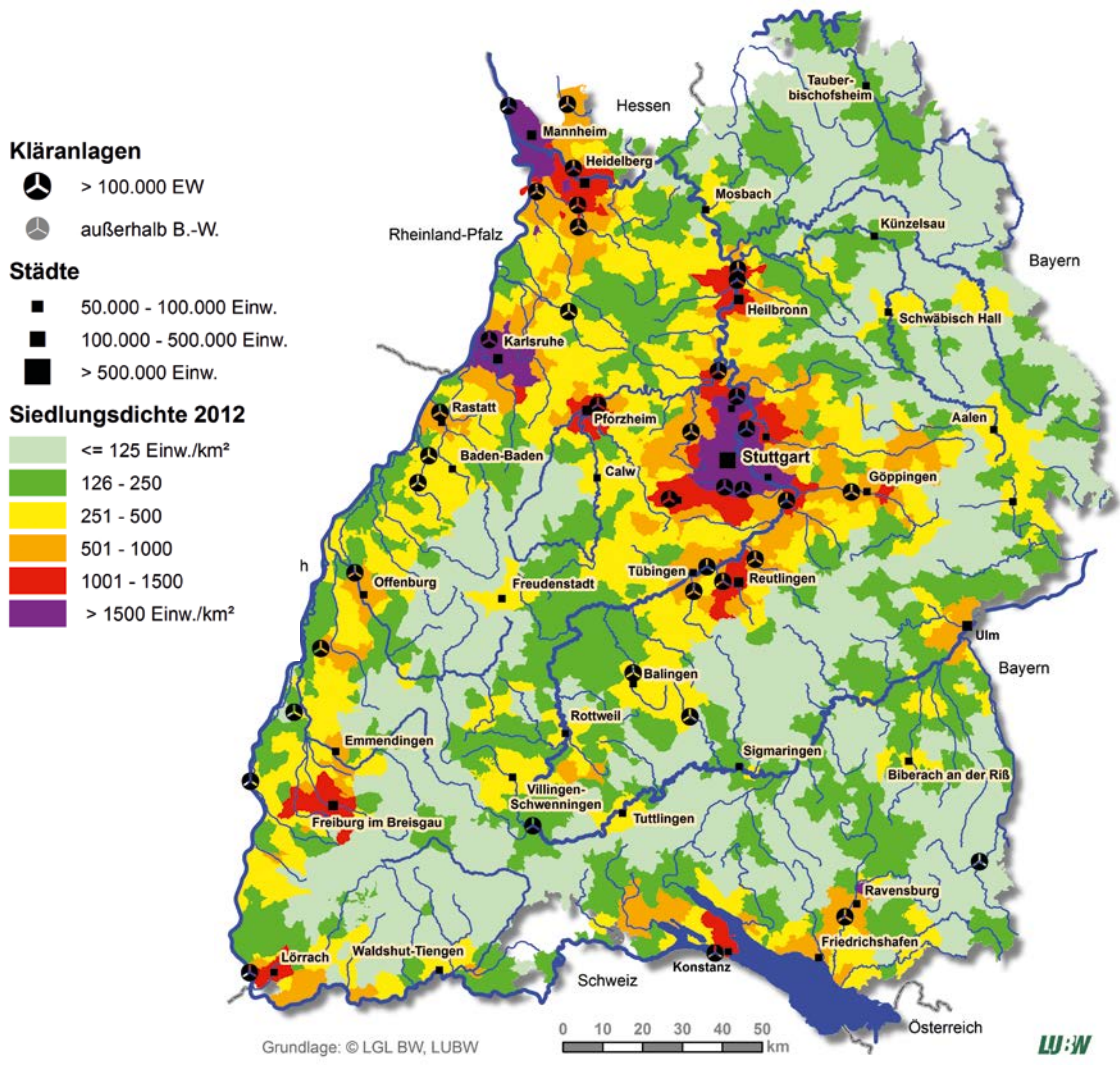 Kläranlagen
> 100.000 EW
außerhalb B.-W.
Städte
50.000 - 100.000 Einw.
100.000 - 500.000 Einw.
> 500.000 Einw.
Siedlungsdichte 2012
<= 125 Einw./km²
126 - 250
251 - 500
501 - 1000
1001 - 1500
> 1500 Einw./km²
Tauber-
bischofsheim
Hessen
Mannheim
Heidelberg
Mosbach
Künzelsau
Rheinland-Pfalz
Bayern
Heilbronn
Schwäbisch Hall
Karlsruhe
Rastatt
Pforzheim
Aalen
Baden-Baden
Stuttgart
Calw
Göppingen
h
Offenburg
Freudenstadt
Tübingen
Reutlingen
Ulm
Bayern
Balingen
Rottweil
Emmendingen
Sigmaringen
Biberach an der Riß
Villingen-
Schwenningen
Freiburg im Breisgau
Tuttlingen
Ravensburg
Lörrach
Waldshut-Tiengen
Friedrichshafen
Konstanz
Schweiz
Österreich
0 10 20 30 40 50
km
Grundlage: © LGL BW, LUBW
LUBW